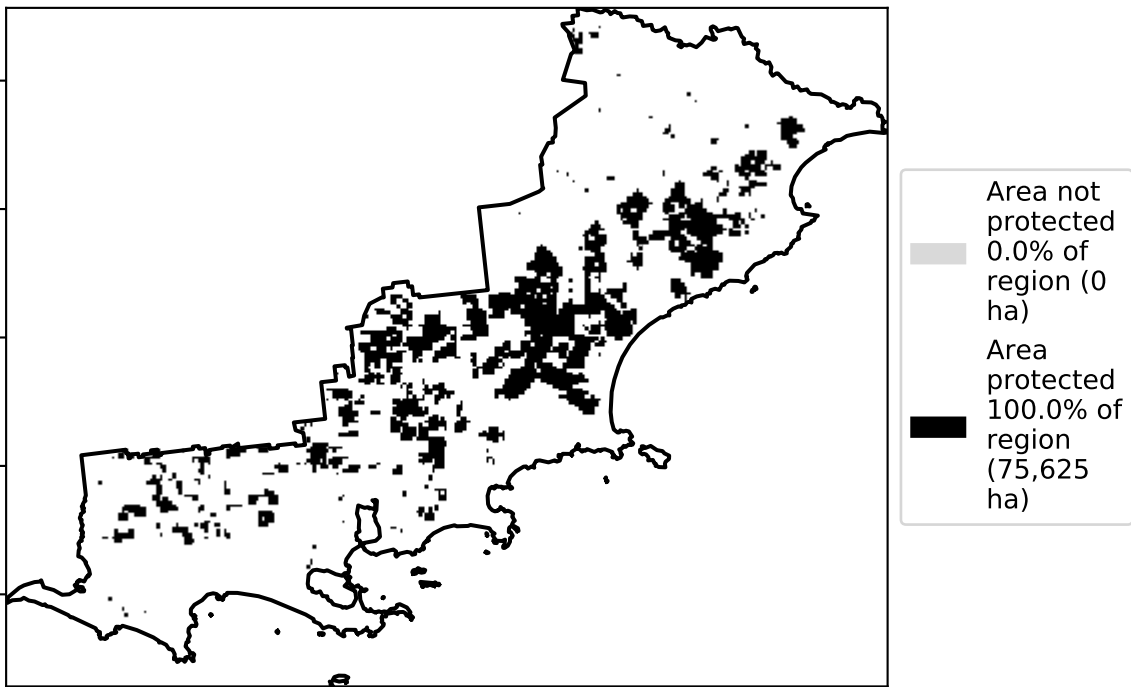 Area not
protected
0.0% of
region (0
ha)
Area
protected
100.0% of
region
(75,625
ha)